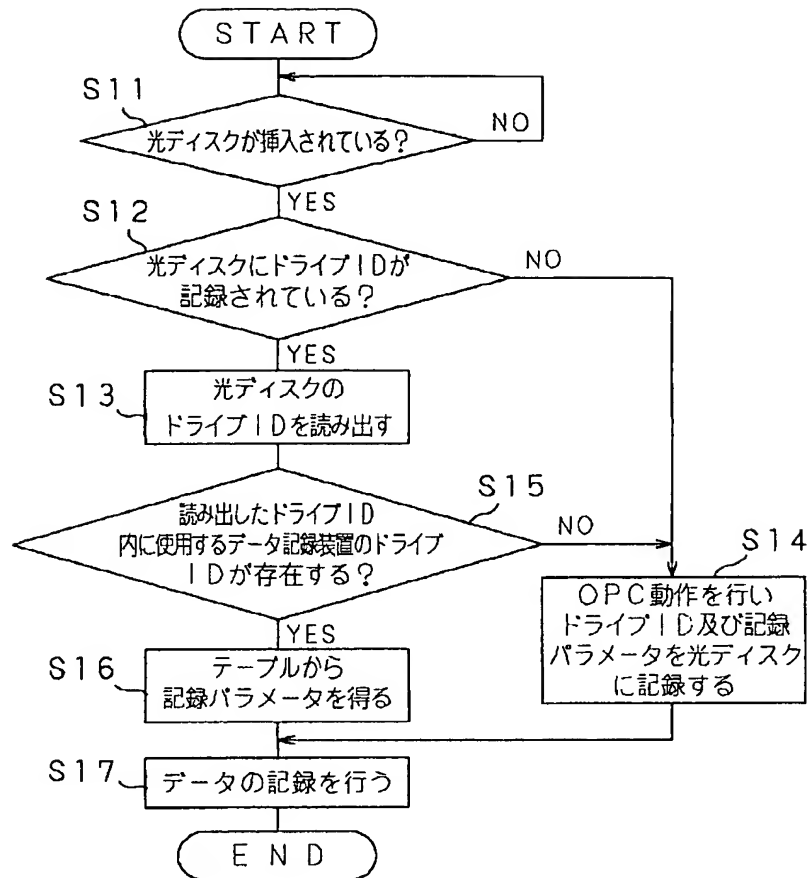 START
S11
光ディスクが挿入されている?
NO
YES
S12
光ディスクにドライブIDが
記録されている?
NO
YES
S13
光ディスクの
ドライブIDを読み出す
S15
読み出したドライブID
内に使用するデータ記録装置のドライブ
IDが存在する?
NO
YES
S14
OPC動作を行い
ドライブID及び記録
パラメータを光ディスク
に記録する
S16
テーブルから
記録パラメータを得る
S17
データの記録を行う
END